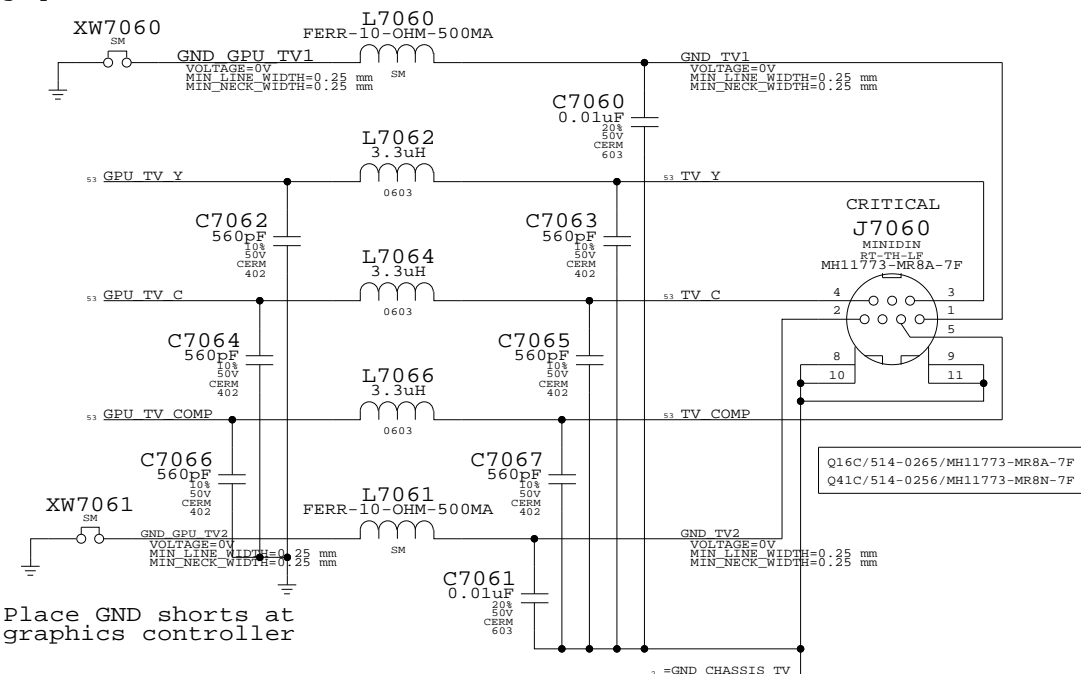 XW7060
SM
GND_GPU_TV1
VOLTAGE=0V
MIN_LINE_WIDTH=0.25 mm
MIN_NECK_WIDTH=0.25 mm
L7060
FERR-10-OHM-500MA
SM
GND_TV1
VOLTAGE=0V
MIN_LINE_WIDTH=0.25 mm
MIN_NECK_WIDTH=0.25 mm
C7060
0.01uF
20%
50V
CERM
603
L7062
3.3uH
0603
53 GPU_TV_Y
53 TV_Y
C7062
560pF
10%
50V
CERM
402
C7063
560pF
10%
50V
CERM
402
CRITICAL
J7060
MINIDIN
RT-TH-LF
MH11773-MR8A-7F
4
3
2
1
5
8
9
10
11
L7064
3.3uH
0603
53 GPU_TV_C
53 TV_C
C7064
560pF
10%
50V
CERM
402
C7065
560pF
10%
50V
CERM
402
L7066
3.3uH
0603
53 GPU_TV_COMP
53 TV_COMP
C7066
560pF
10%
50V
CERM
402
C7067
560pF
10%
50V
CERM
402
Q16C/514-0265/MH11773-MR8A-7F
Q41C/514-0256/MH11773-MR8N-7F
XW7061
SM
GND_GPU_TV2
VOLTAGE=0V
MIN_LINE_WIDTH=0.25 mm
MIN_NECK_WIDTH=0.25 mm
L7061
FERR-10-OHM-500MA
SM
GND_TV2
VOLTAGE=0V
MIN_LINE_WIDTH=0.25 mm
MIN_NECK_WIDTH=0.25 mm
C7061
0.01uF
20%
50V
CERM
603
Place GND shorts at
graphics controller
=GND_CHASSIS_TV